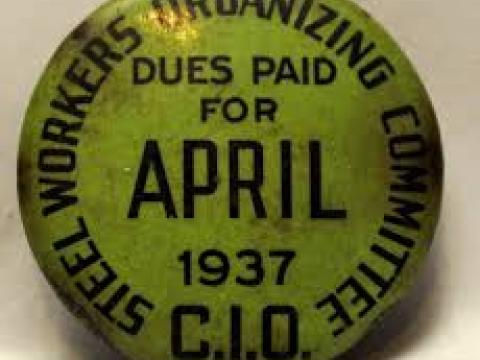 STEEL WORKERS ORGANIZING COMMITTEE
DUES PAID
FOR
APRIL
1937
C.I.O.